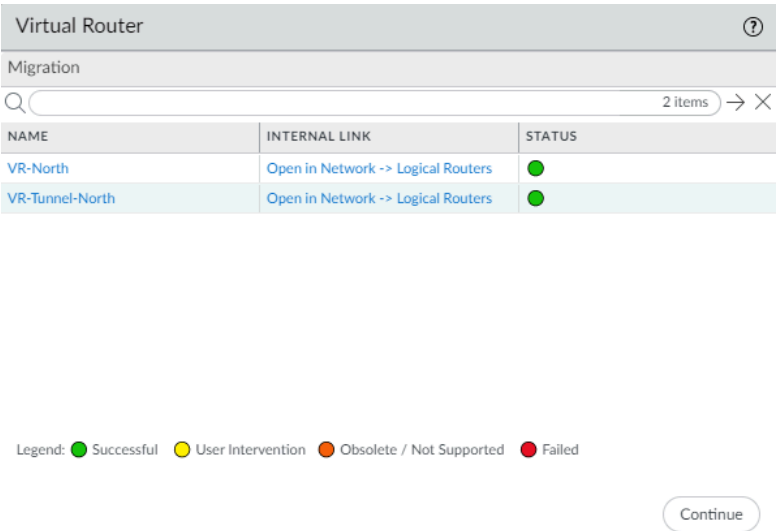 Virtual Router
Migration
2 items
NAME INTERNAL LINK STATUS
VR-North Open in Network -> Logical Routers
VR-Tunnel-North Open in Network -> Logical Routers
Legend: Successful User Intervention Obsolete / Not Supported Failed
Continue